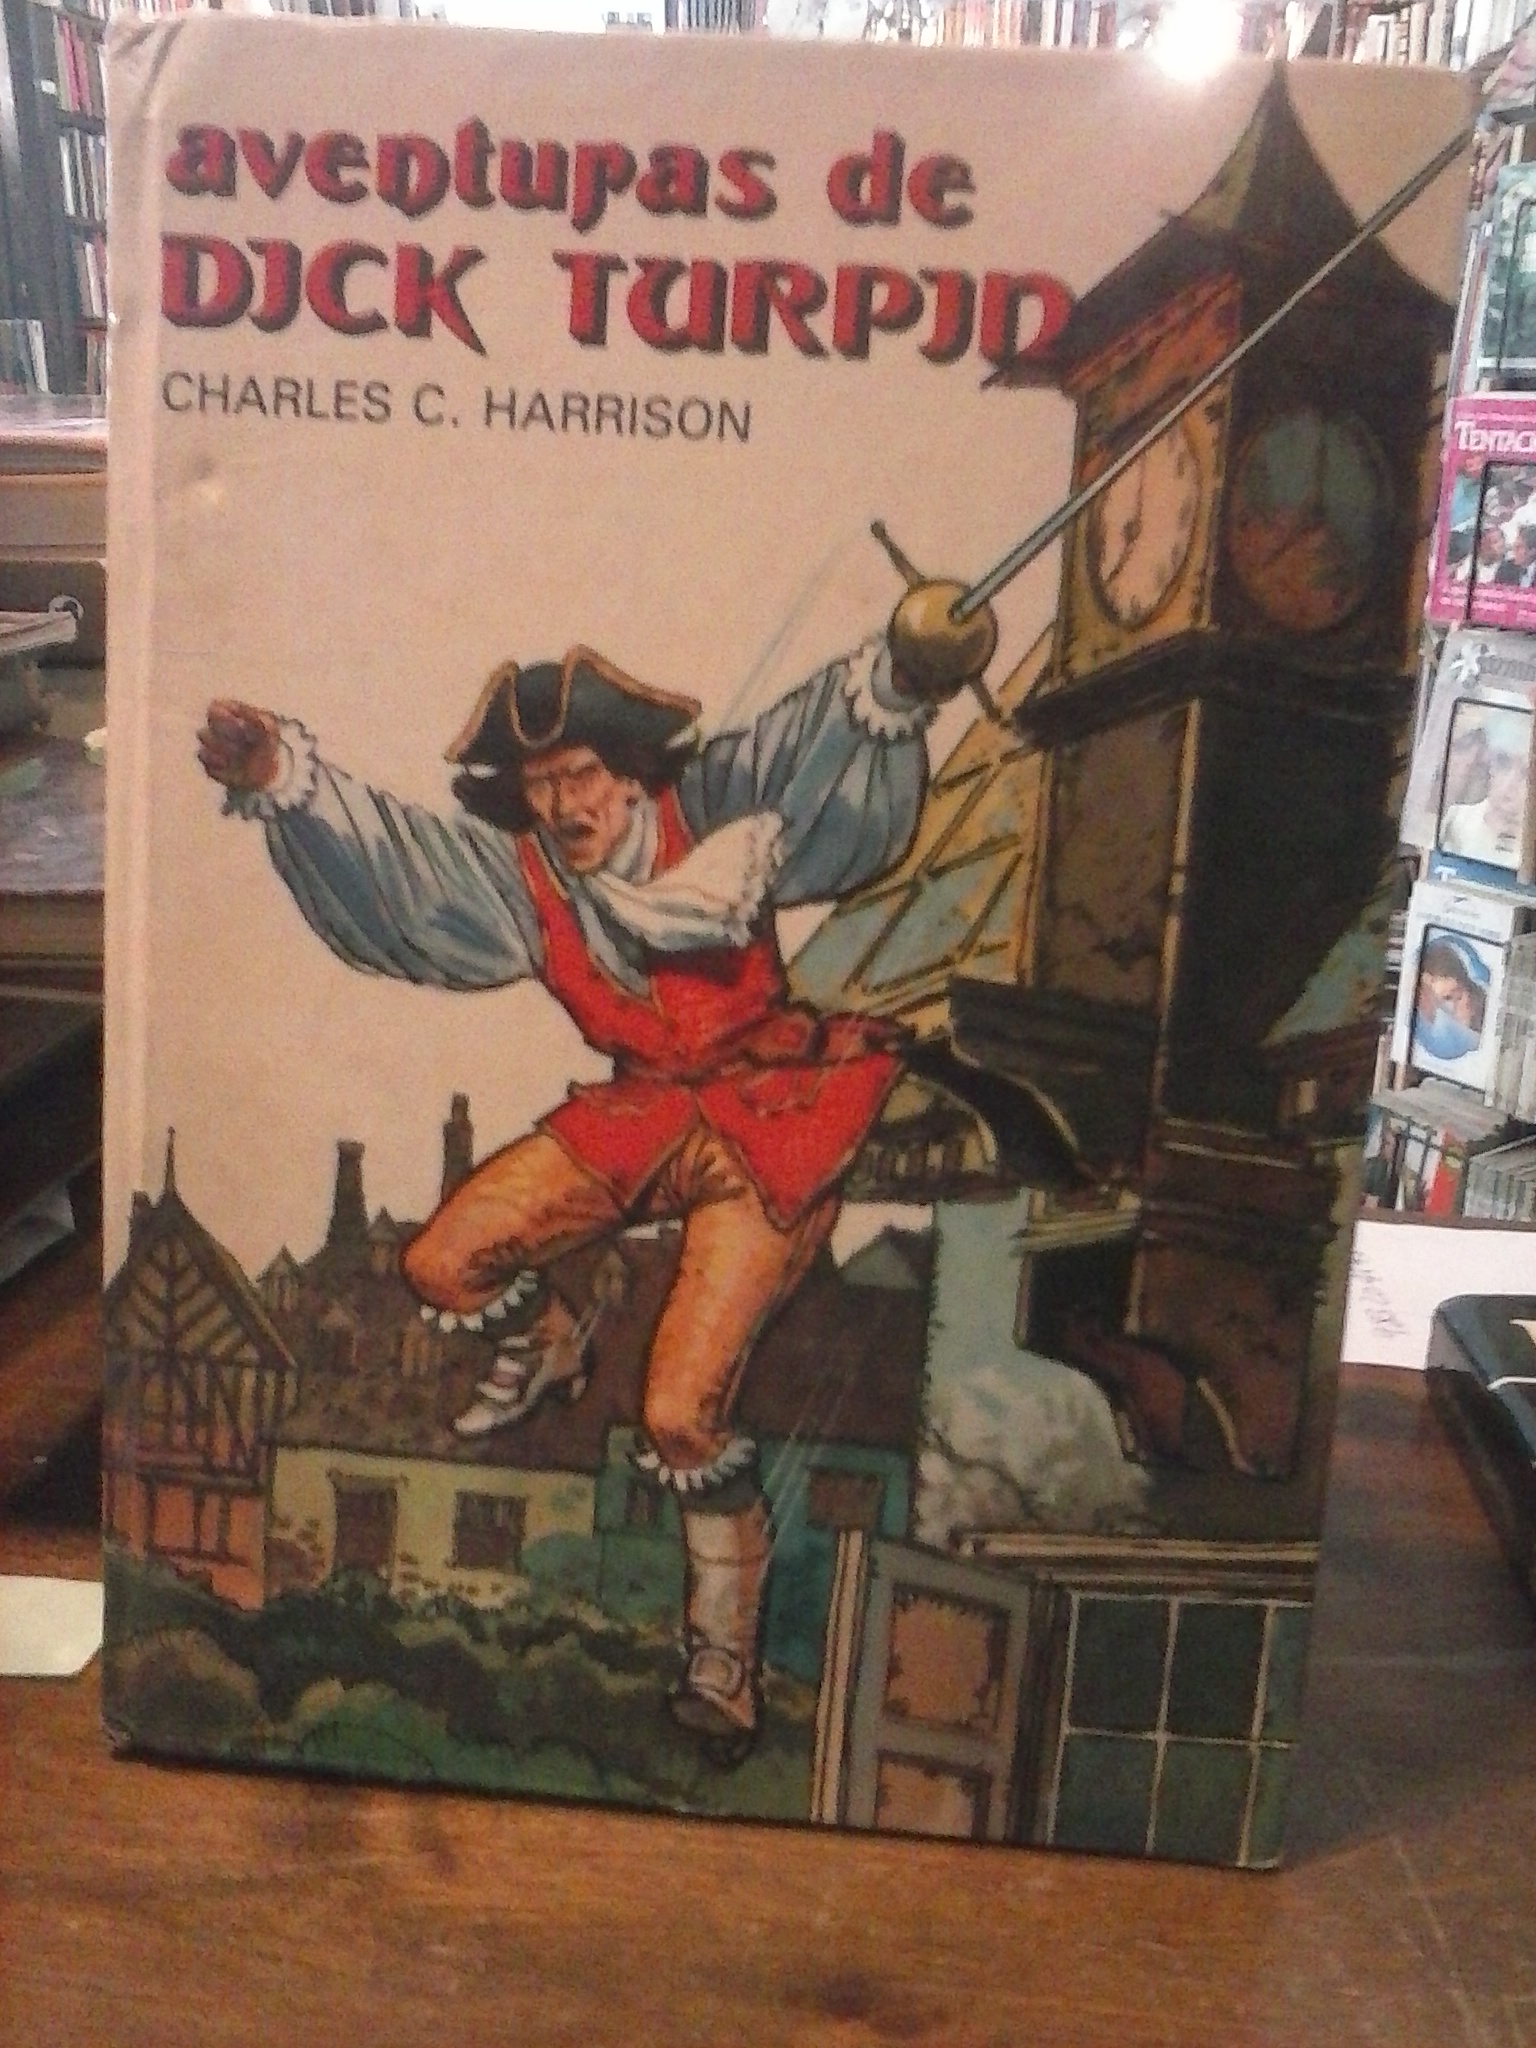 aventuras de
DICK TURPIN
CHARLES C. HARRISON